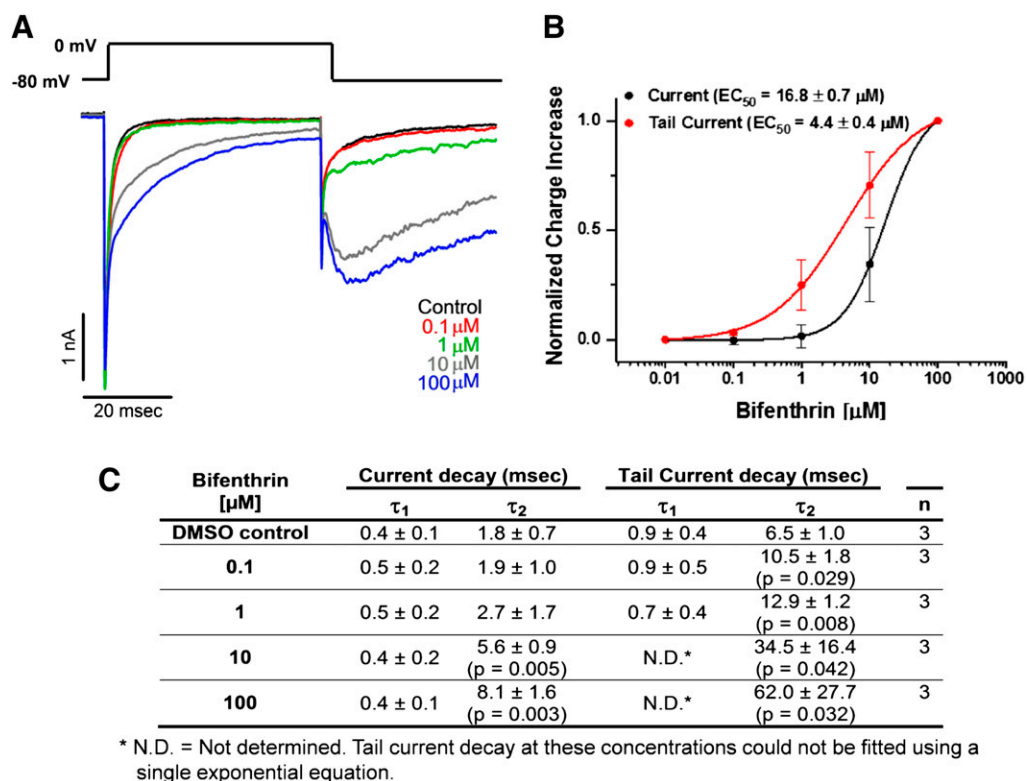 A
0 mV
-80 mV
Control
0.1 µM
1 µM
10 µM
100 µM
1 nA
20 msec
B
Current (EC50 = 16.8 ± 0.7 µM)
Tail Current (EC50 = 4.4 ± 0.4 µM)
Normalized Charge Increase
1.0
0.5
0.0
0.01 0.1 1 10 100 1000
Bifenthrin [µM]
C
Bifenthrin [µM] Current decay (msec) Tail Current decay (msec)
τ1 τ2 τ1 τ2 n
DMSO control 0.4 ± 0.1 1.8 ± 0.7 0.9 ± 0.4 6.5 ± 1.0 3
0.1 0.5 ± 0.2 1.9 ± 1.0 0.9 ± 0.5 10.5 ± 1.8 3
(p = 0.029)
1 0.5 ± 0.2 2.7 ± 1.7 0.7 ± 0.4 12.9 ± 1.2 3
(p = 0.008)
10 0.4 ± 0.2 5.6 ± 0.9 N.D.* 34.5 ± 16.4 3
(p = 0.005) (p = 0.042)
100 0.4 ± 0.1 8.1 ± 1.6 N.D.* 62.0 ± 27.7 3
(p = 0.003) (p = 0.032)
* N.D. = Not determined. Tail current decay at these concentrations could not be fitted using a
single exponential equation.